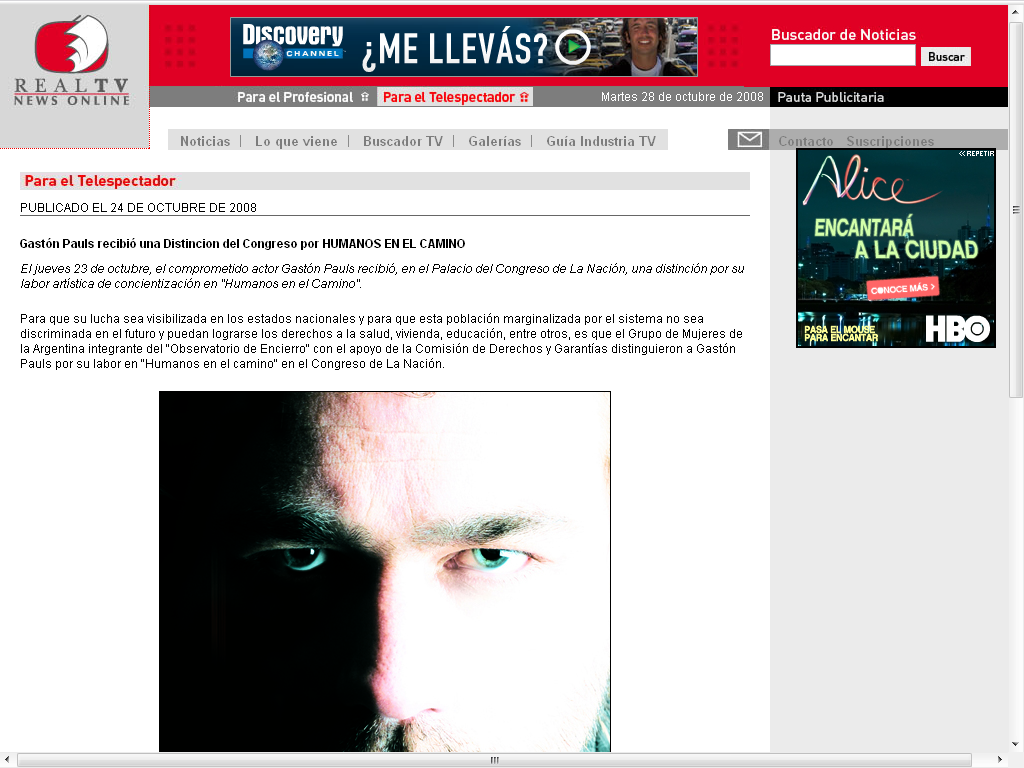 REALTV
NEWS ONLINE
Discovery
CHANNEL
¿ME LLEVÁS?
Buscador de Noticias
Buscar
Para el Profesional
Para el Telespectador
Martes 28 de octubre de 2008
Pauta Publicitaria
Noticias | Lo que viene | Buscador TV | Galerías | Guía Industria TV
Contacto Suscripciones
Para el Telespectador
PUBLICADO EL 24 DE OCTUBRE DE 2008
Gastón Pauls recibió una Distincion del Congreso por HUMANOS EN EL CAMINO
El jueves 23 de octubre, el comprometido actor Gastón Pauls recibió, en el Palacio del Congreso de La Nación, una distinción por su
labor artística de concientización en "Humanos en el Camino".
Para que su lucha sea visibilizada en los estados nacionales y para que esta población marginalizada por el sistema no sea
discriminada en el futuro y puedan lograrse los derechos a la salud, vivienda, educación, entre otros, es que el Grupo de Mujeres de
la Argentina integrante del "Observatorio de Encierro" con el apoyo de la Comisión de Derechos y Garantías distinguieron a Gastón
Pauls por su labor en "Humanos en el camino" en el Congreso de La Nación.
<< REPETIR
Alice
ENCANTARÁ
A LA CIUDAD
CONOCE MÁS >
PASA EL MOUSE
PARA ENCANTAR
HBO